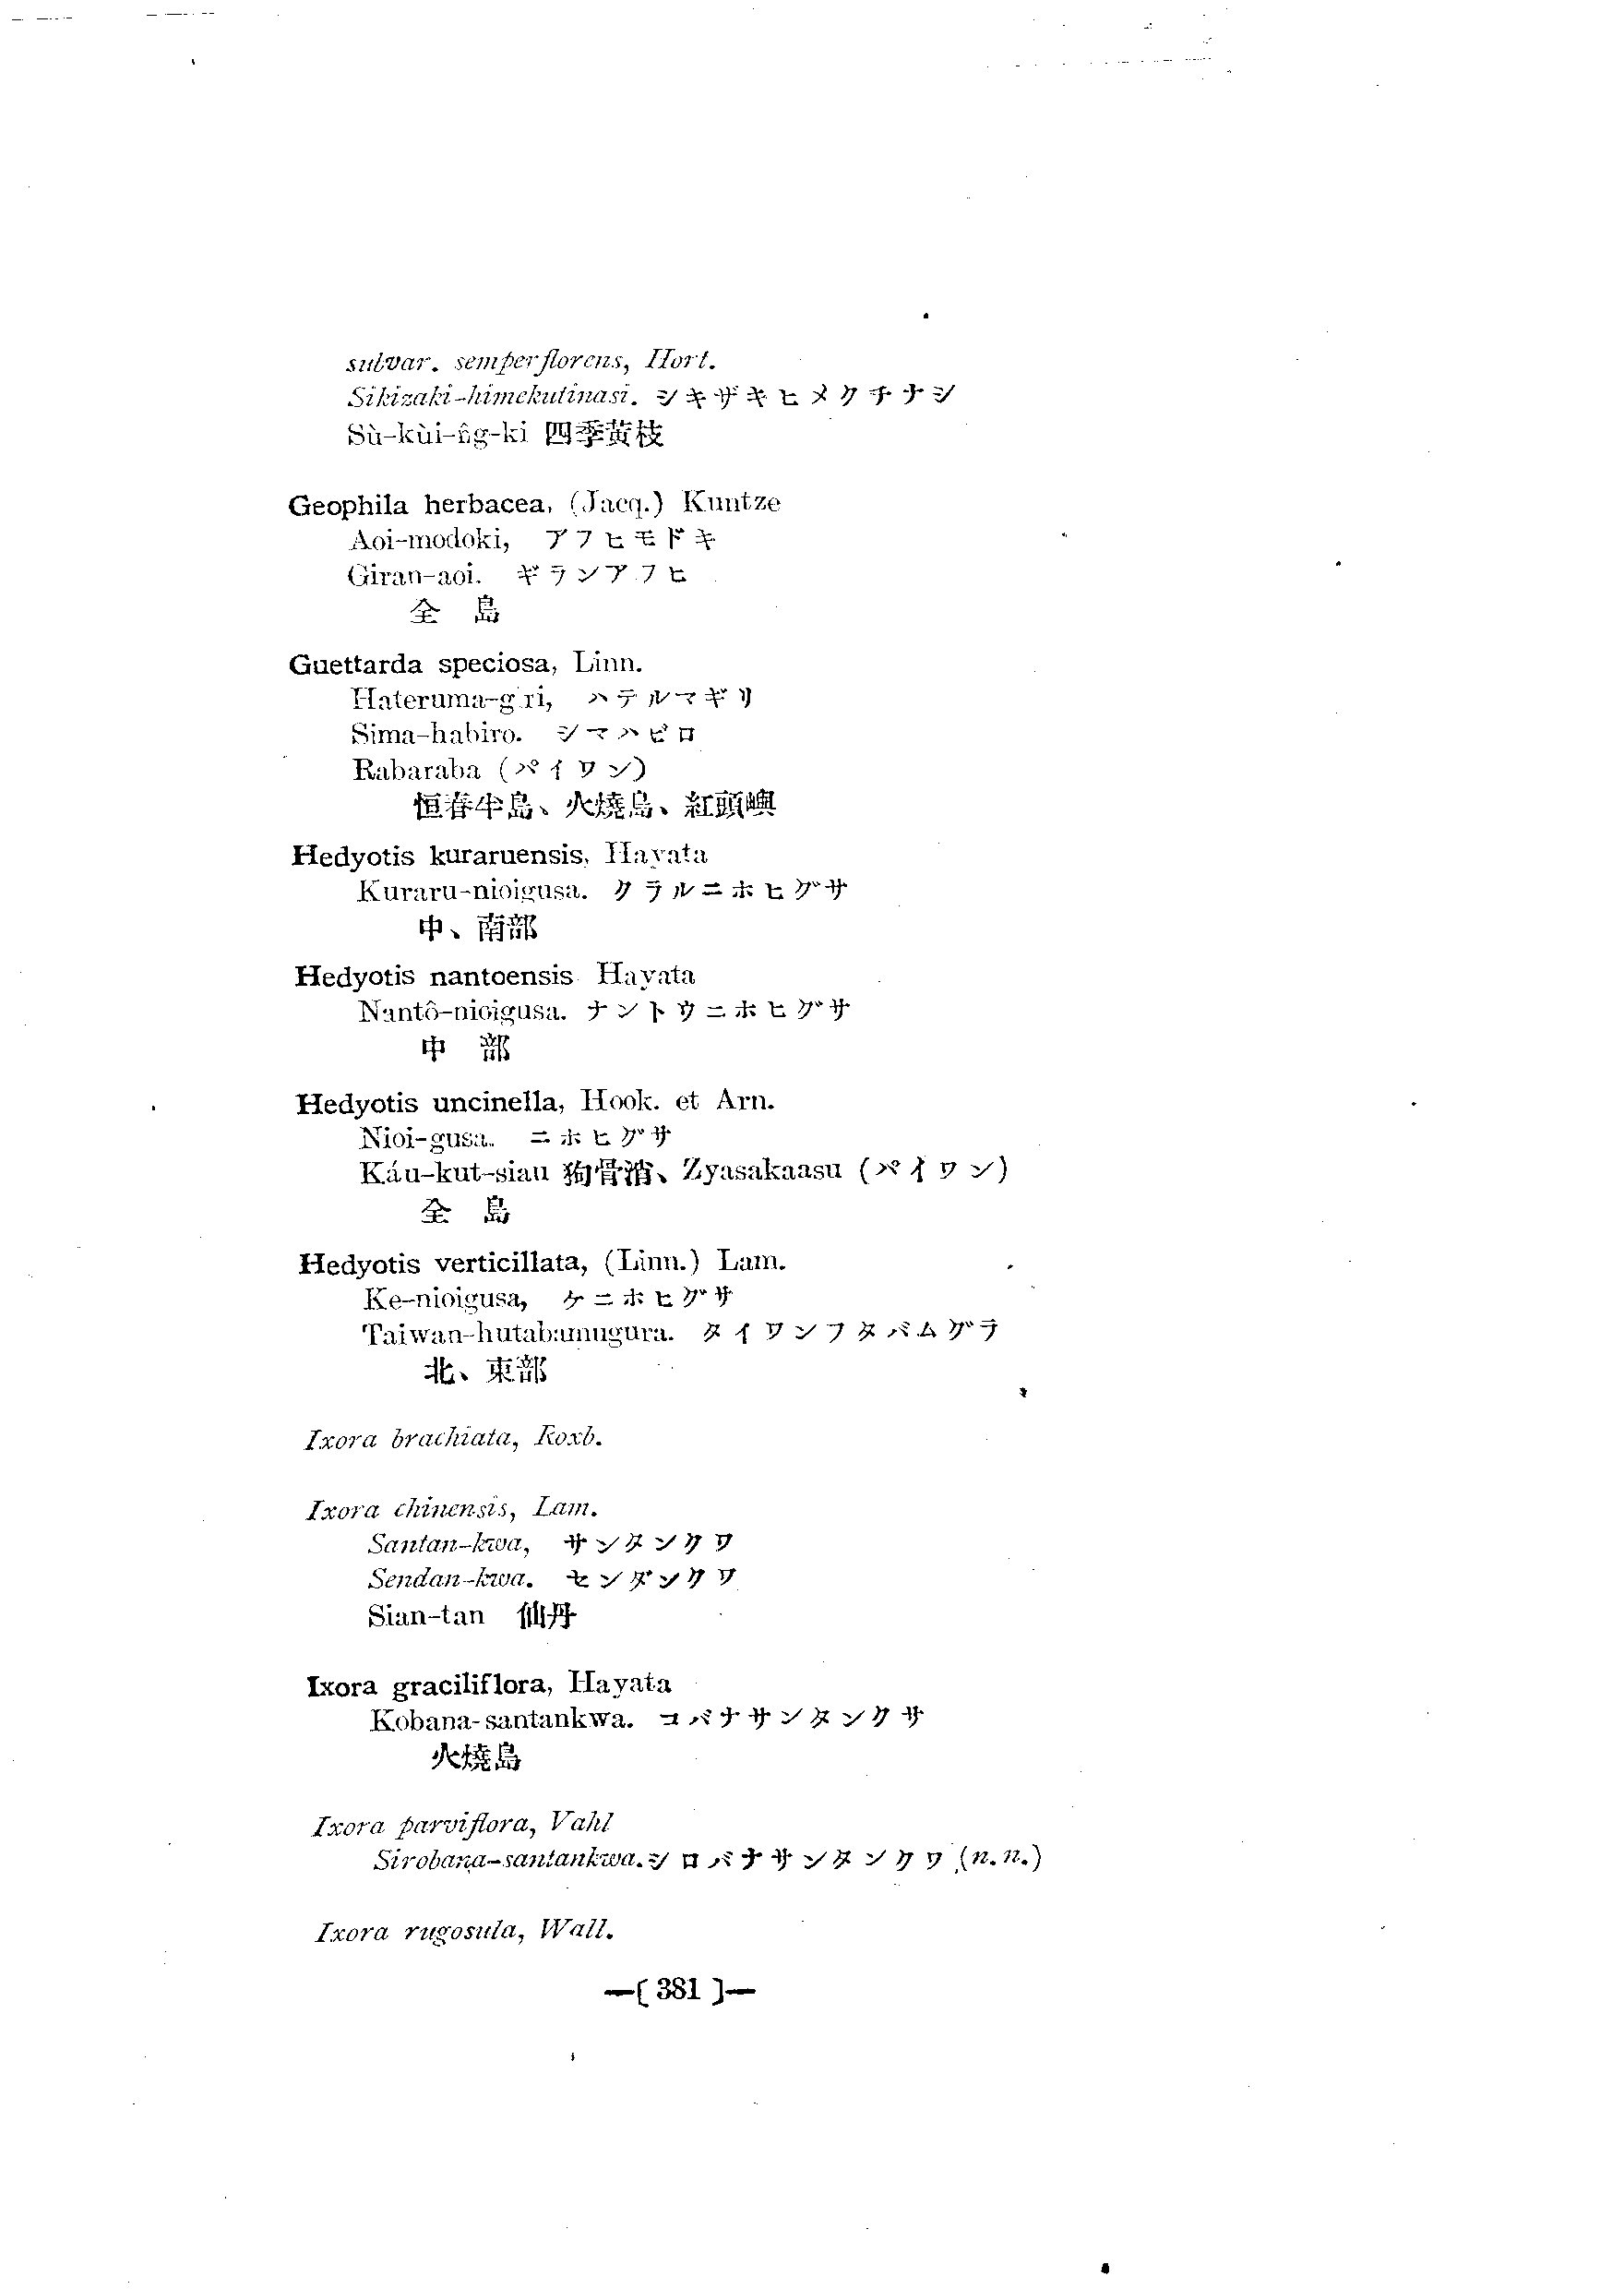 subvar. semperflorens, Hort.
Sikizaki-himekutinasi. シキザキヒメクチナシ
Sù-kùi-n̂g-ki 四季黄枝
Geophila herbacea, (Jacq.) Kuntze
Aoi-modoki, アフヒモドキ
Giran-aoi. ギランアフヒ
全 島
Guettarda speciosa, Linn.
Hateruma-giri, ハテルマギリ
Sima-habiro. シマハビロ
Rabaraba (パイワン)
恒春半島、火燒島、紅頭嶼
Hedyotis kuraruensis, Hayata
Kuraru-nioigusa. クラルニホヒグサ
中、南部
Hedyotis nantoensis Hayata
Nantô-nioigusa. ナントウニホヒグサ
中 部
Hedyotis uncinella, Hook. et Arn.
Nioi-gusa. ニホヒグサ
Káu-kut-siau 狗骨消、Zyasakaasu (パイワン)
全 島
Hedyotis verticillata, (Linn.) Lam.
Ke-nioigusa, ケニホヒグサ
Taiwan-hutabamugura. タイワンフタバムグラ
北、東部
Ixora brachiata, Roxb.
Ixora chinensis, Lam.
Santan-kwa, サンタンクワ
Sendan-kwa. センダンクワ
Sian-tan 仙丹
Ixora graciliflora, Hayata
Kobana-santankwa. コバナサンタンクサ
火燒島
Ixora parviflora, Vahl
Sirobana-santankwa. シロバナサンタンクワ (n. n.)
Ixora rugosula, Wall.
—( 381 )—